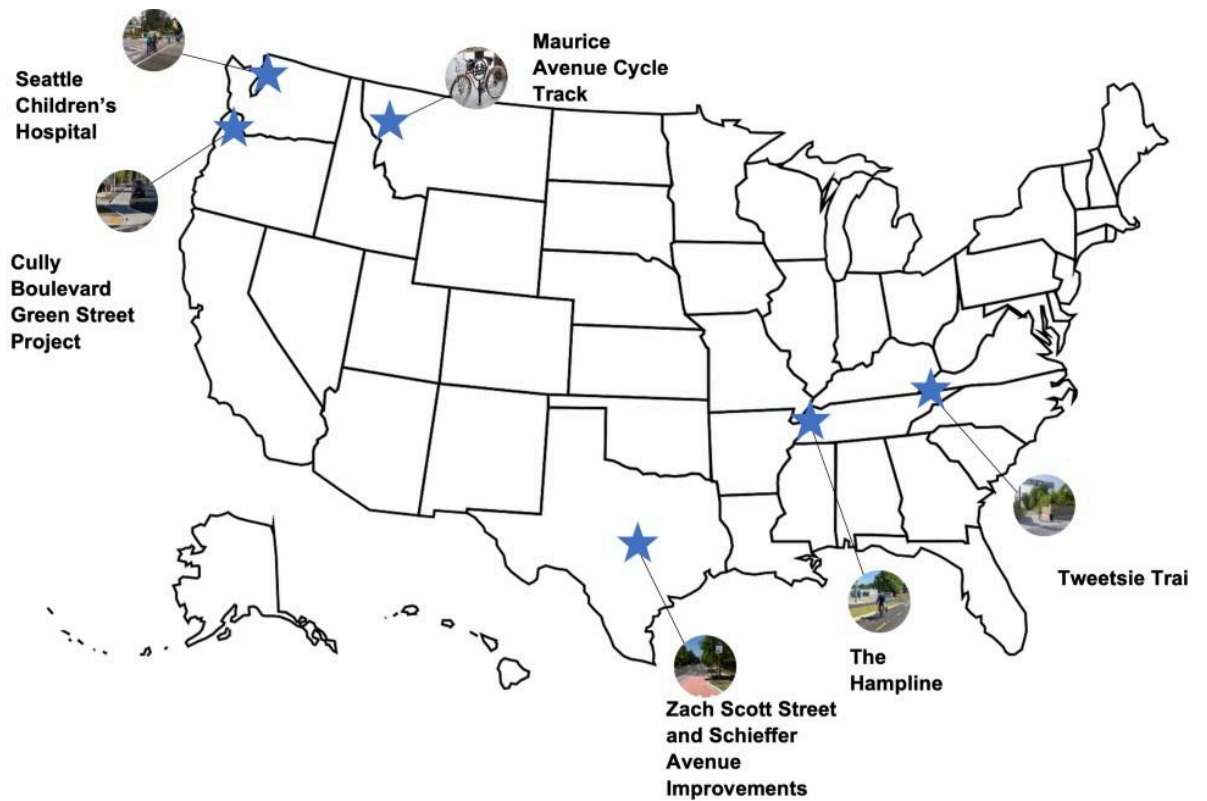 Seattle
Children's
Hospital
Maurice
Avenue Cycle
Track
Cully
Boulevard
Green Street
Project
Tweetsie Trai
The
Hampline
Zach Scott Street
and Schieffer
Avenue
Improvements